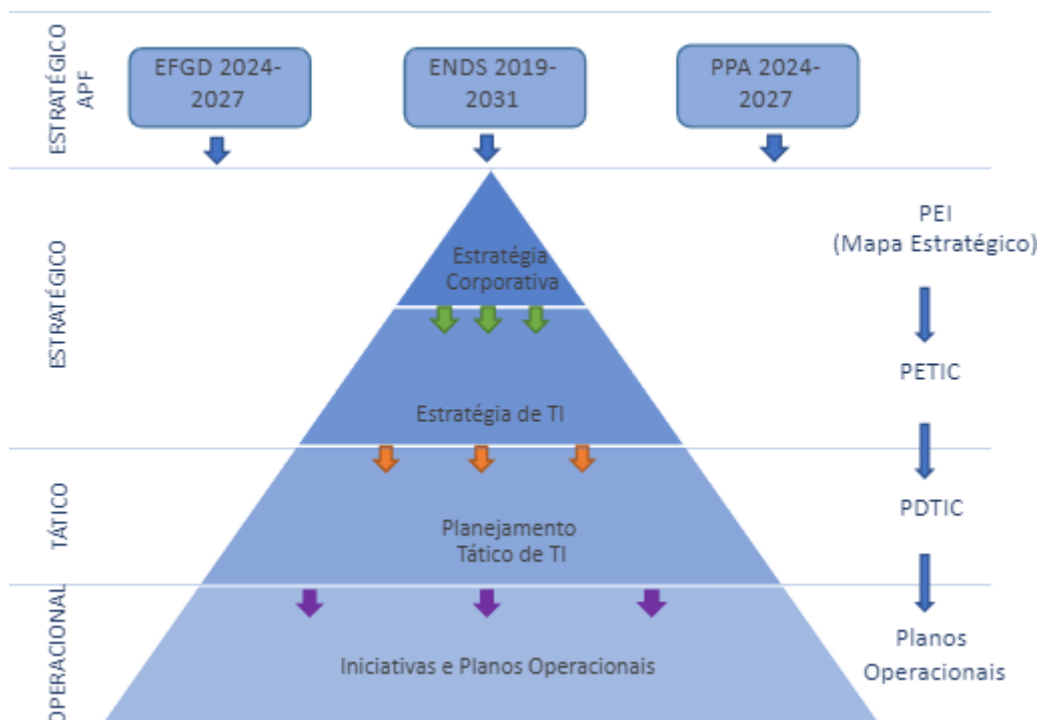 ESTRATÉGICO
APF
EFGD 2024-
2027
ENDS 2019-
2031
PPA 2024-
2027
ESTRATÉGICO
Estratégia
Corporativa
PEI
(Mapa Estratégico)
Estratégia de TI
PETIC
TÁTICO
Planejamento
Tático de TI
PDTIC
OPERACIONAL
Iniciativas e Planos Operacionais
Planos
Operacionais